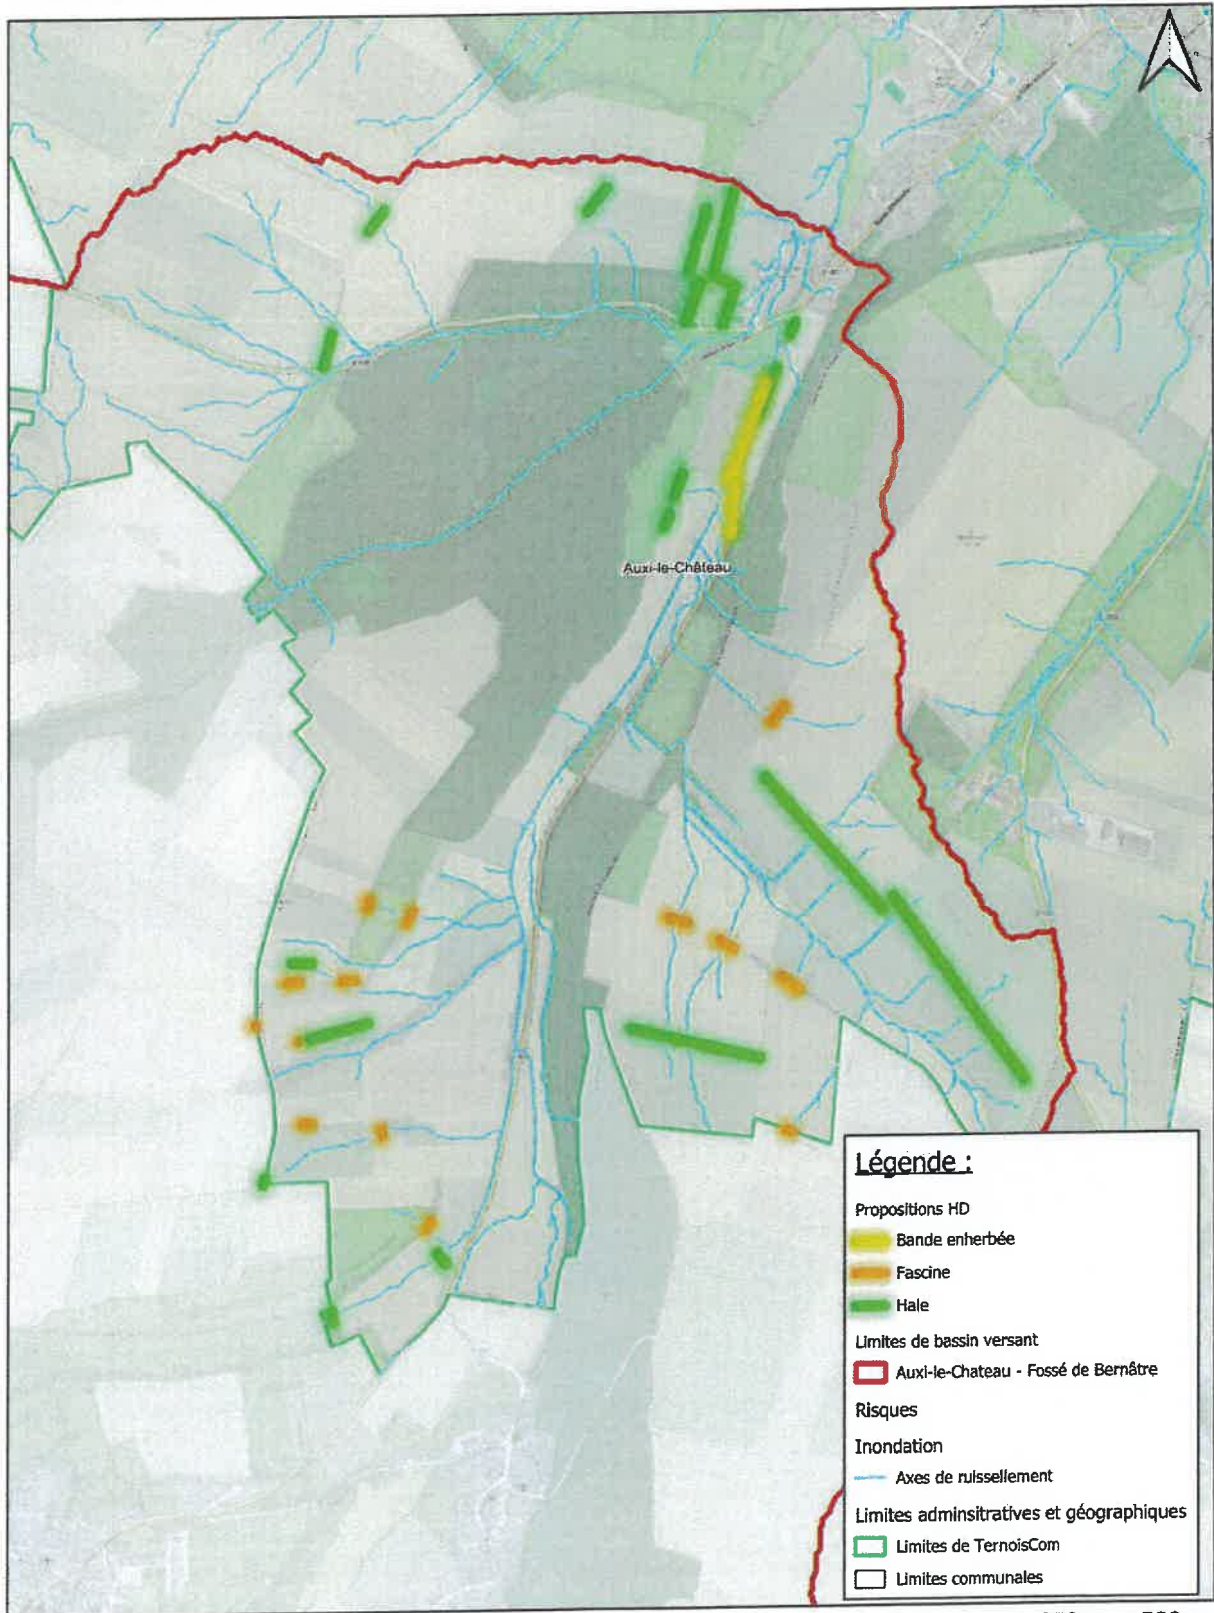 Auxi-le-Château
Légende :
Propositions HD
Bande enherbée
Fascine
Haie
Limites de bassin versant
Auxi-le-Chateau - Fossé de Bernâtre
Risques
Inondation
Axes de ruissellement
Limites adminsitratives et géographiques
Limites de TernoisCom
Limites communales